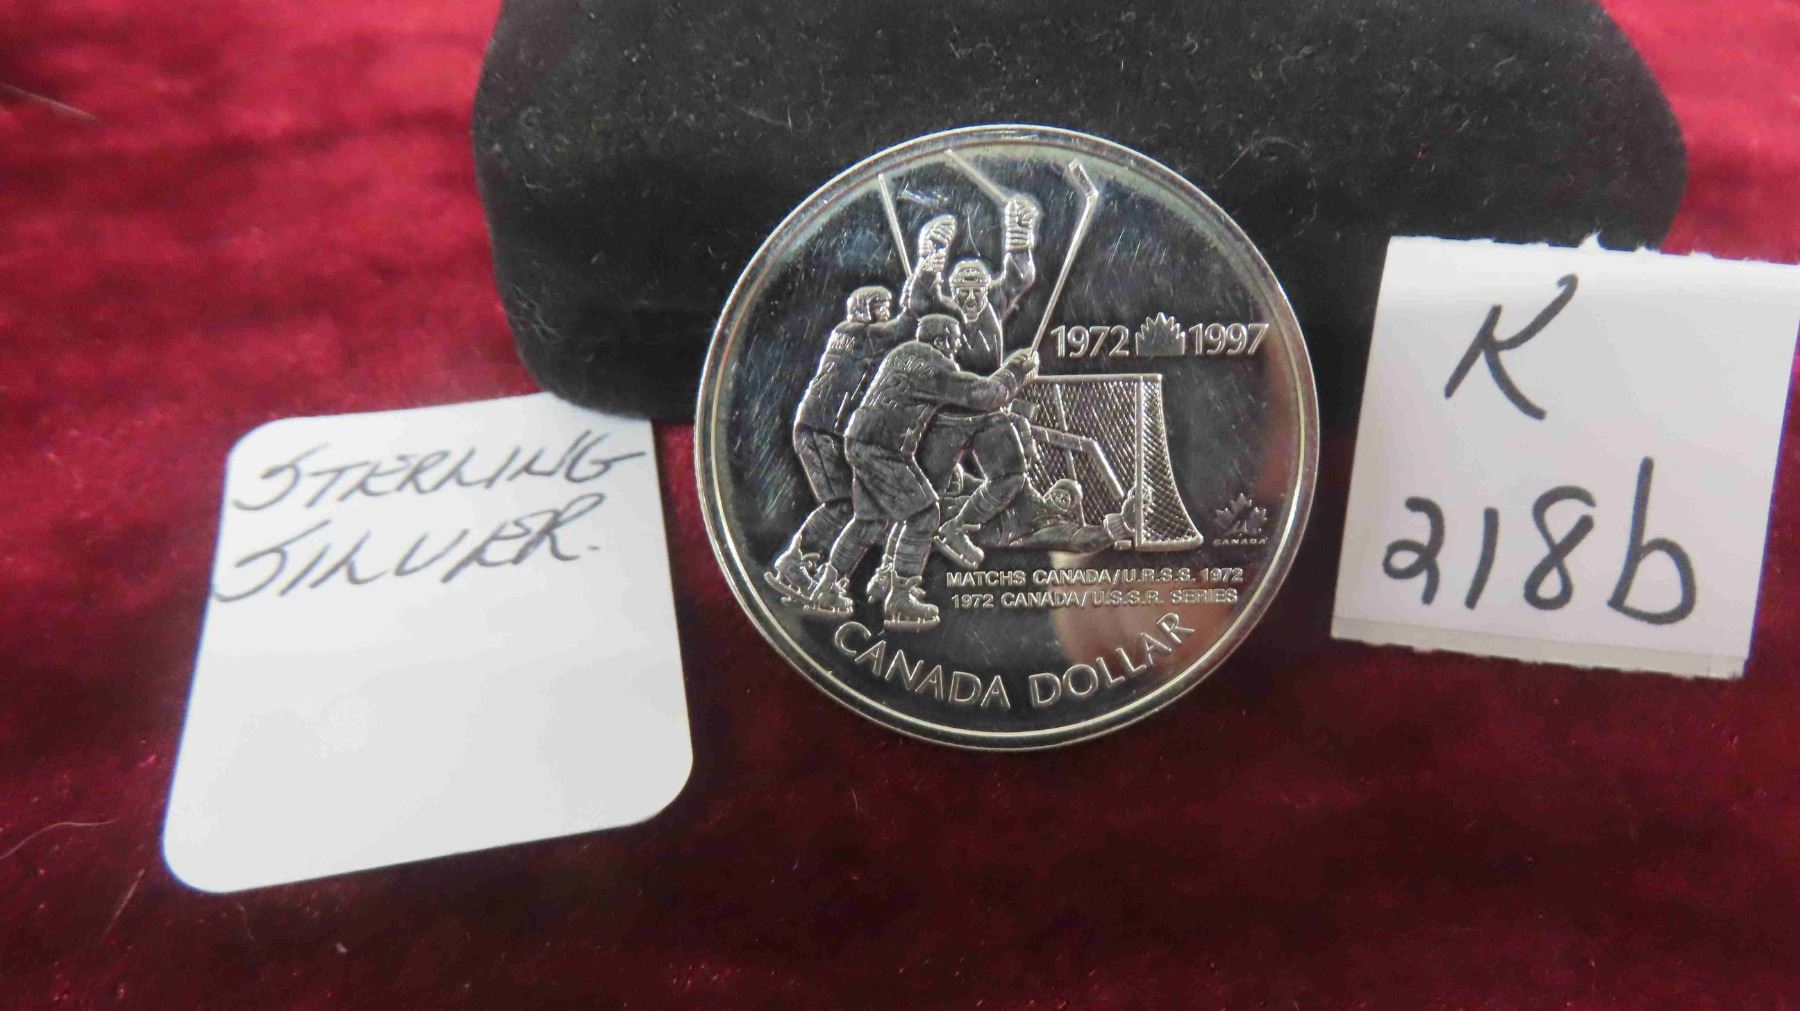 STERLING
SILVER.
1972 1997
CANADA
MATCHS CANADA/U.R.S.S. 1972
1972 CANADA/U.S.S.R. SERIES
CANADA DOLLAR
K
218b